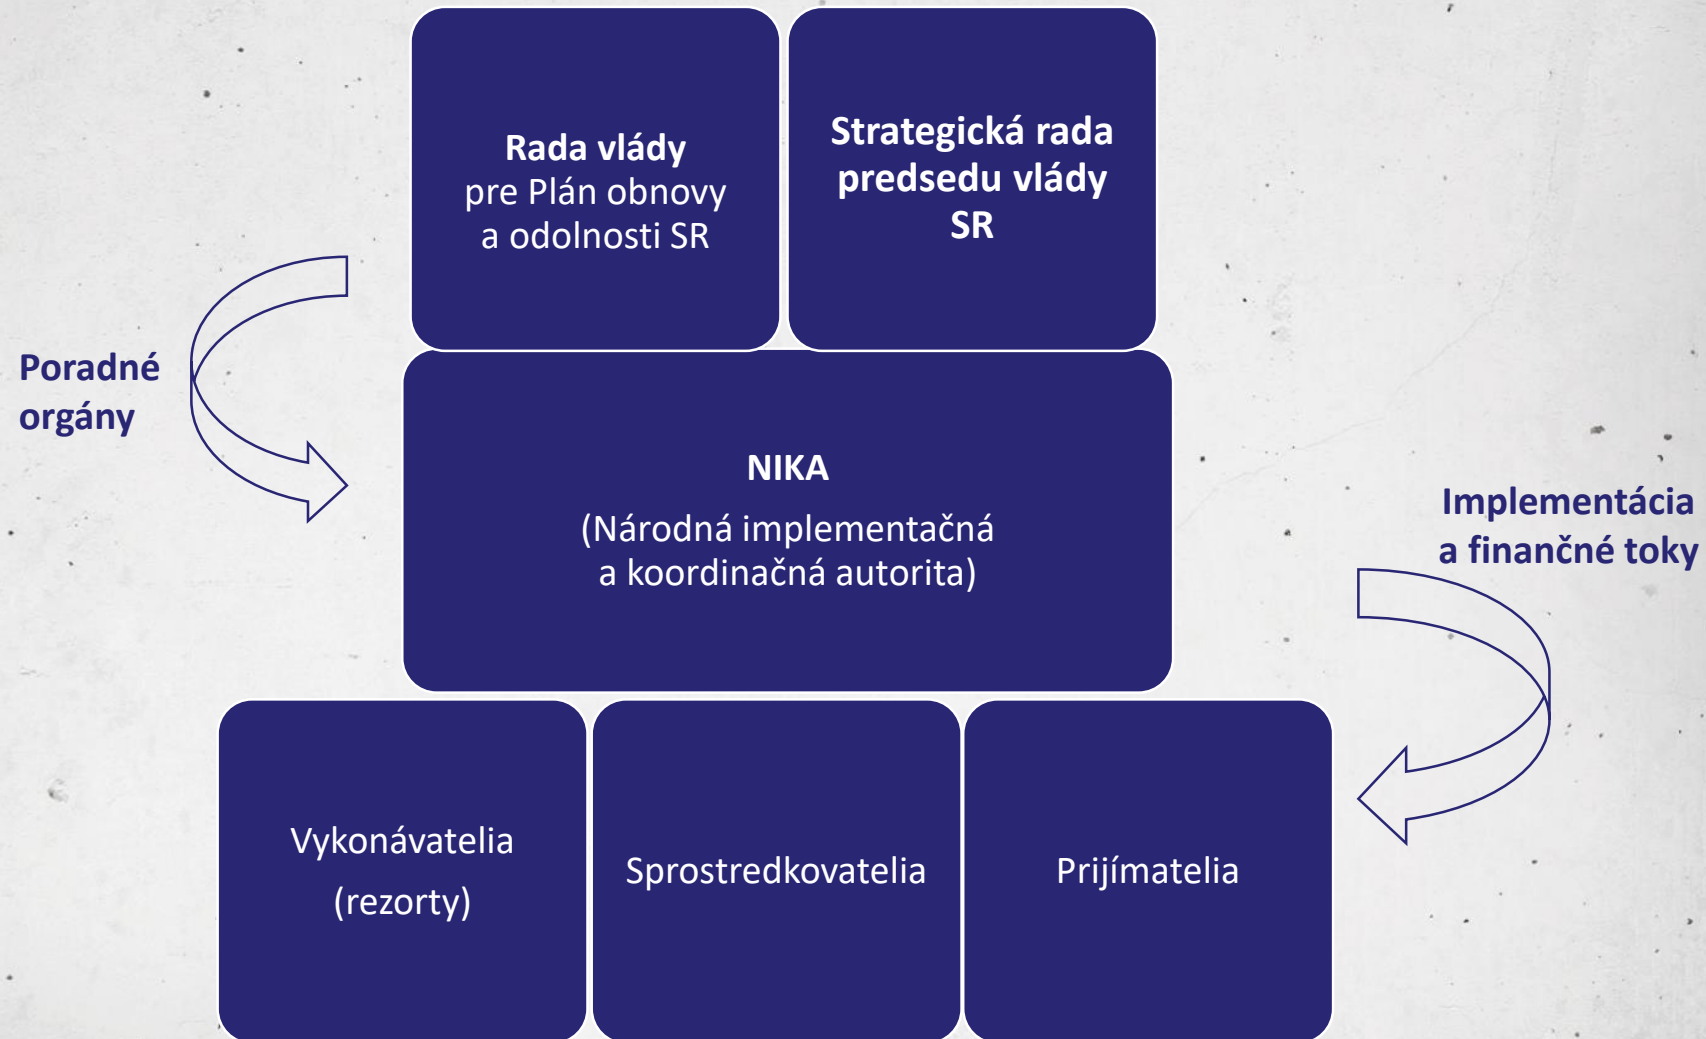 Rada vlády
pre Plán obnovy
a odolnosti SR
Strategická rada
predsedu vlády
SR
Poradné
orgány
NIKA
(Národná implementačná
a koordinačná autorita)
Implementácia
a finančné toky
Vykonávatelia
(rezorty)
Sprostredkovatelia
Prijímatelia